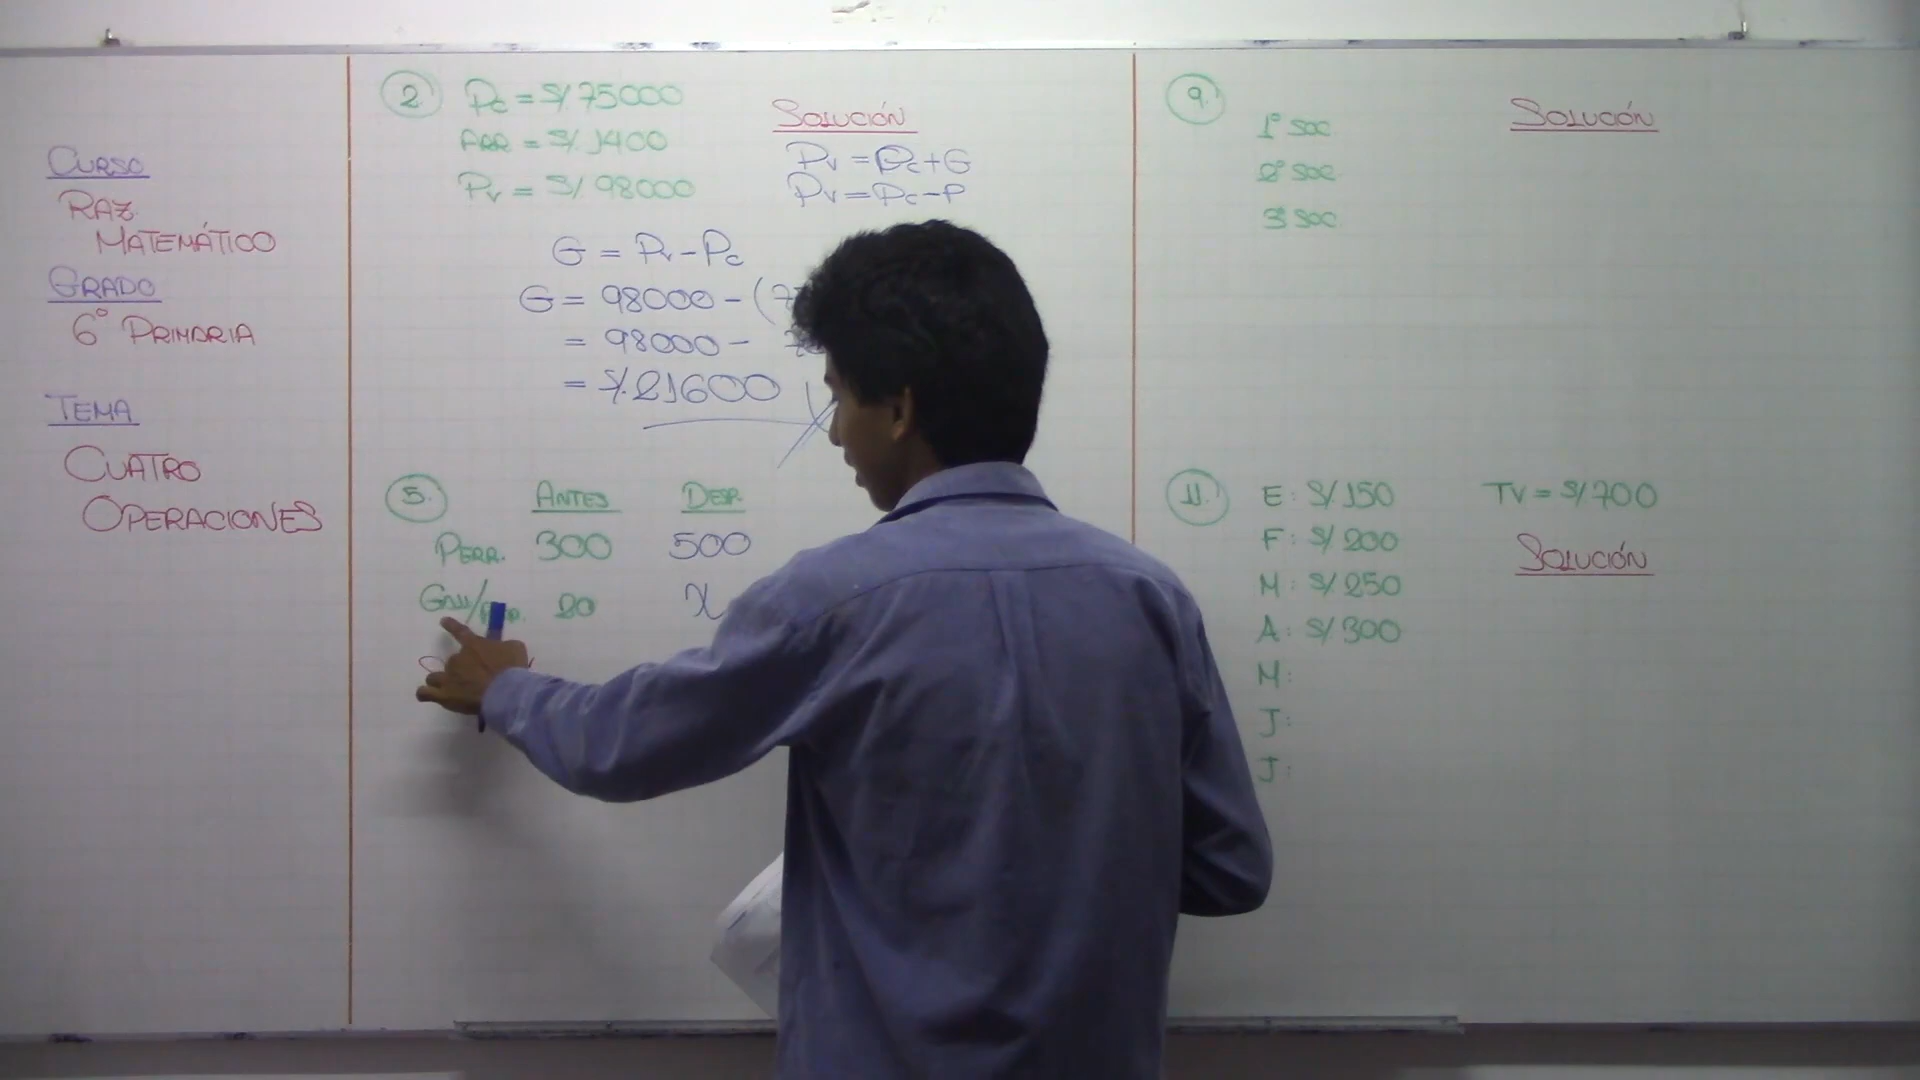 CURSO
RAZ.
MATEMÁTICO
GRADO
6° PRIMARIA
TEMA
CUATRO
OPERACIONES
2. Pc = S/. 75000
ARR = S/. 1400
Pv = S/. 98000
SOLUCIÓN
Pv = Pc + G
Pv = Pc - P
G = Pv - Pc
G = 98000 - (
= 98000 -
= S/. 21600
5. ANTES DESP.
PERR. 300 500
20 x
9. SOLUCIÓN
1° SOC
2° SOC
3° SOC
11. E: S/. 150 TV = S/. 700
F: S/. 200
SOLUCIÓN
M: S/. 250
A: S/. 300
M:
J:
J: